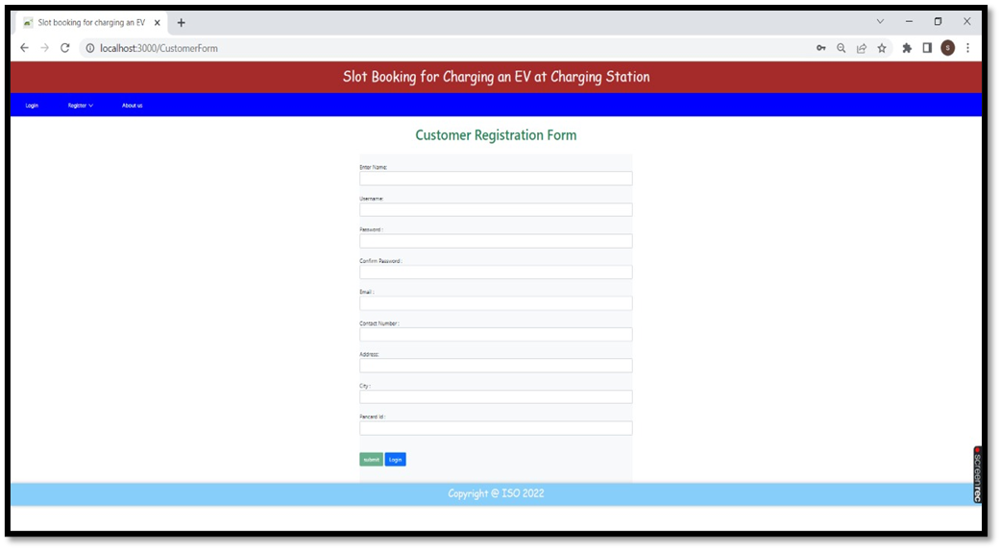 Slot booking for charging an EV
localhost:3000/CustomerForm
S
Slot Booking for Charging an EV at Charging Station
Login Register About us
Customer Registration Form
Enter Name:
Username:
Password :
Confirm Password :
Email :
Contact Number :
Address:
City :
Pancard Id :
submit Login
Copyright @ ISO 2022
screenrec